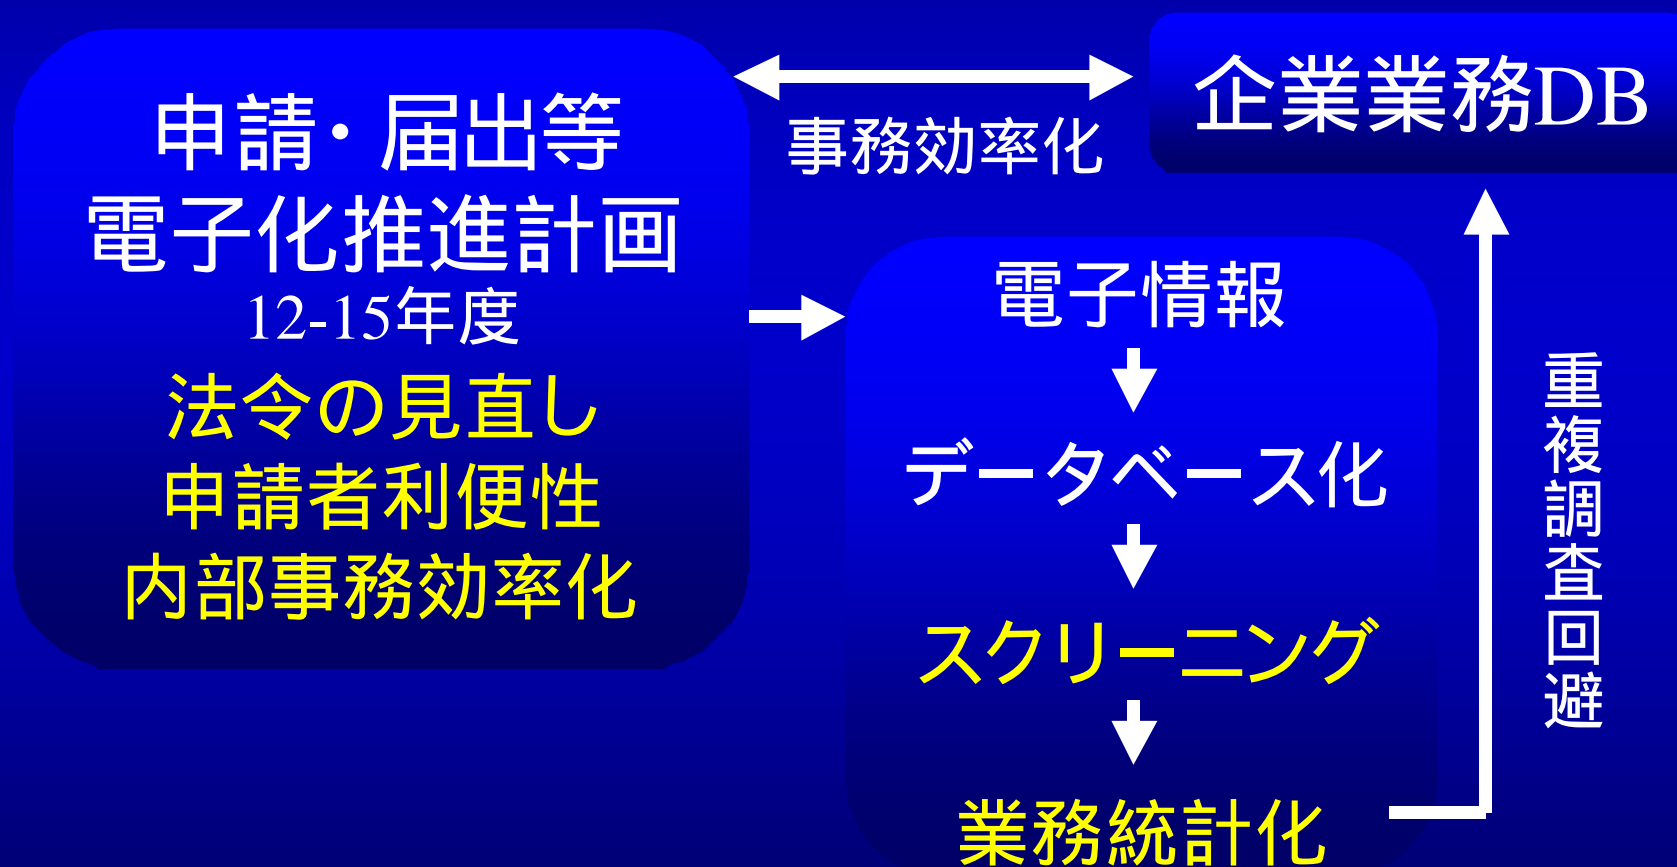 申請・届出等
電子化推進計画
12-15年度
法令の見直し
申請者利便性
内部事務効率化
事務効率化
企業業務DB
電子情報
データベース化
スクリーニング
業務統計化
重複調査回避